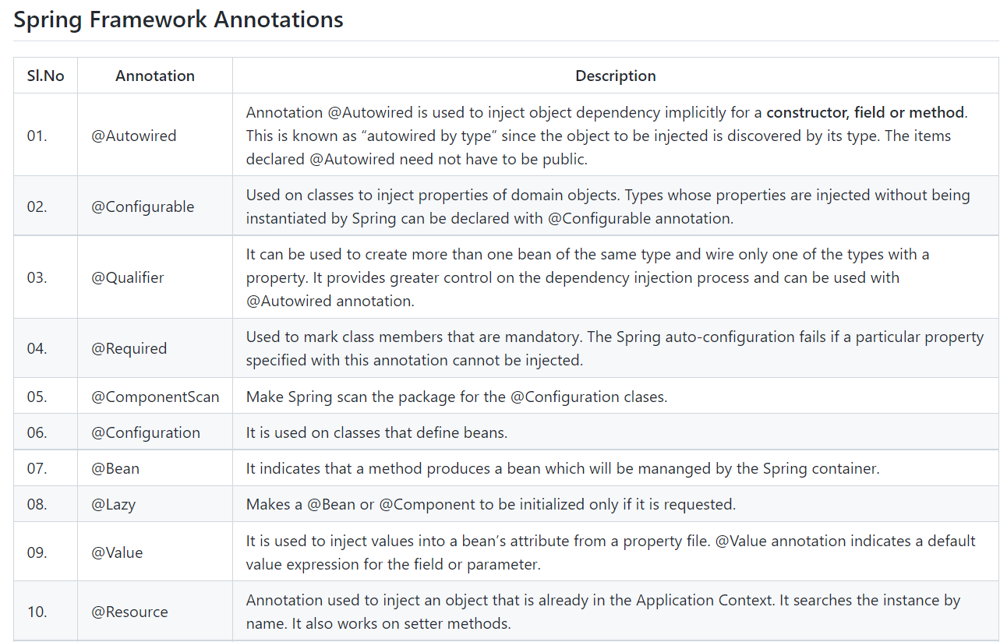 Spring Framework Annotations
Sl.No Annotation Description
Annotation @Autowired is used to inject object dependency implicitly for a constructor, field or method.
01. @Autowired This is known as “autowired by type” since the object to be injected is discovered by its type. The items
declared @Autowired need not have to be public.
02. @Configurable Used on classes to inject properties of domain objects. Types whose properties are injected without being
instantiated by Spring can be declared with @Configurable annotation.
It can be used to create more than one bean of the same type and wire only one of the types with a
03. @Qualifier property. It provides greater control on the dependency injection process and can be used with
@Autowired annotation.
04. @Required Used to mark class members that are mandatory. The Spring auto-configuration fails if a particular property
specified with this annotation cannot be injected.
05. @ComponentScan Make Spring scan the package for the @Configuration clases.
06. @Configuration It is used on classes that define beans.
07. @Bean It indicates that a method produces a bean which will be mananged by the Spring container.
08. @Lazy Makes a @Bean or @Component to be initialized only if it is requested.
09. @Value It is used to inject values into a bean’s attribute from a property file. @Value annotation indicates a default
value expression for the field or parameter.
10. @Resource Annotation used to inject an object that is already in the Application Context. It searches the instance by
name. It also works on setter methods.